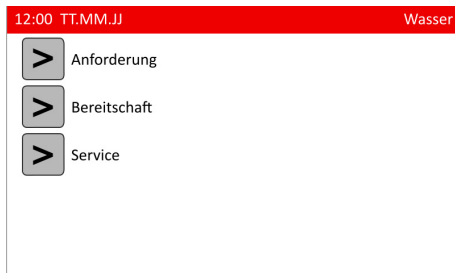 12:00 TT.MM.JJ Wasser
> Anforderung
> Bereitschaft
> Service